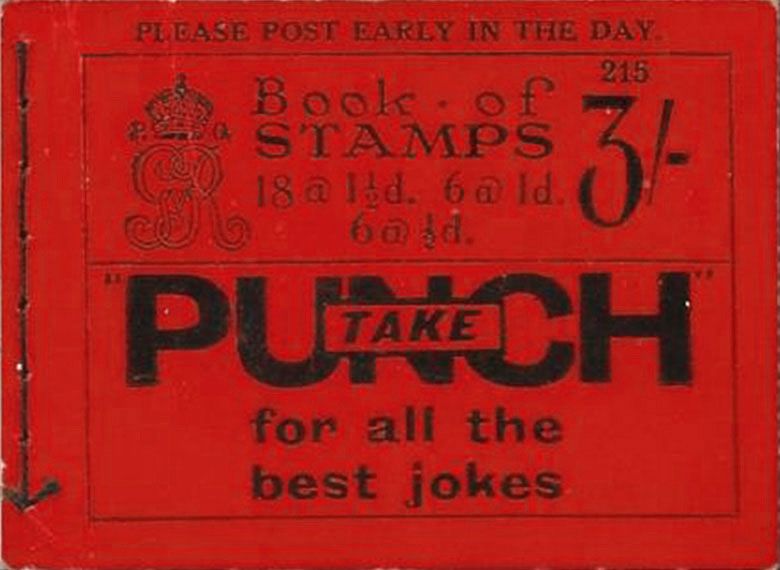 PLEASE POST EARLY IN THE DAY.
215
Book · of
STAMPS
3/-
P. O.
GR
18 @ 1½d. 6 @ 1d.
6 @ ½d.
"PUNCH"
TAKE
for all the
best jokes